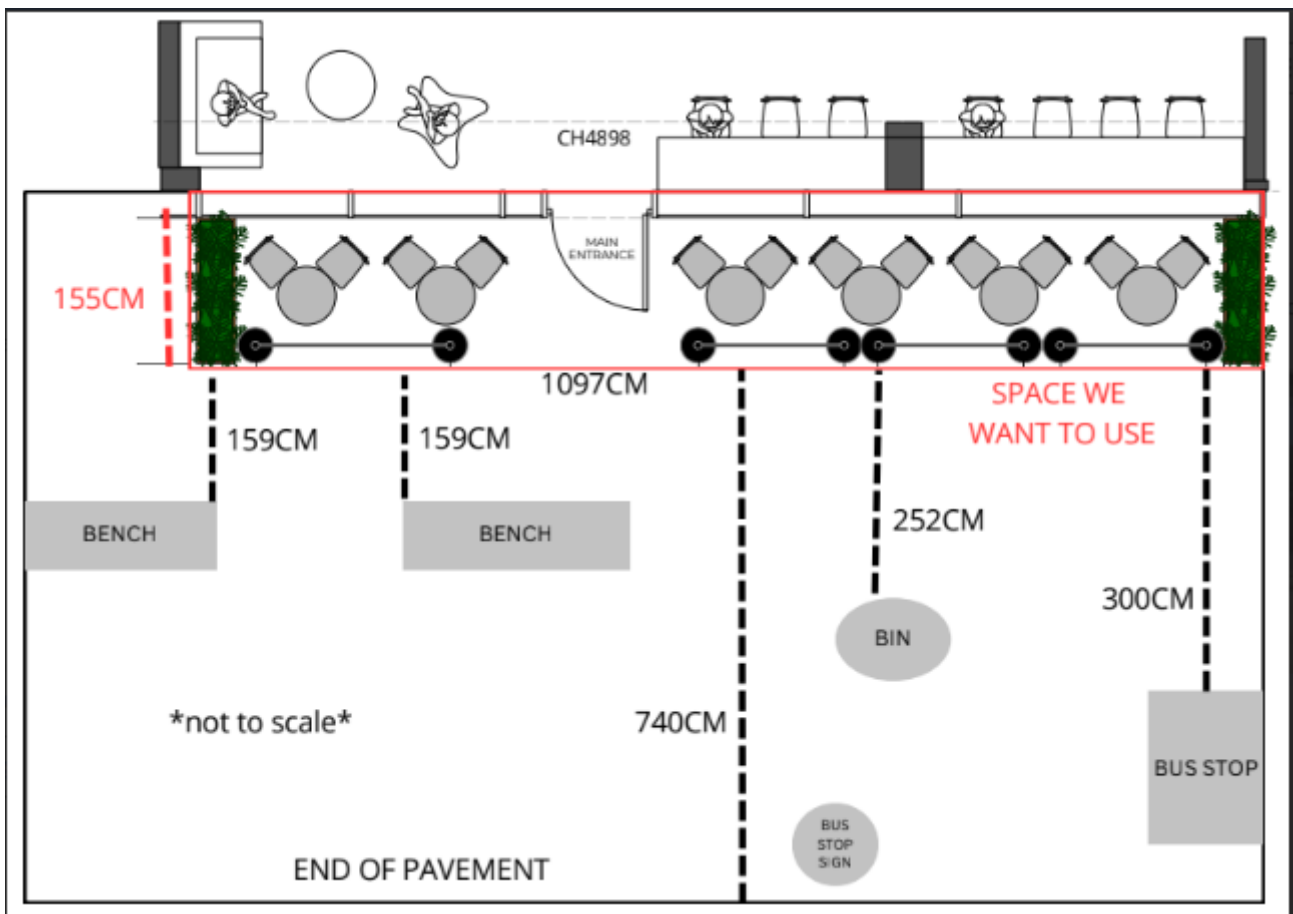 CH4898
MAIN
ENTRANCE
155CM
1097CM
SPACE WE
WANT TO USE
159CM
159CM
252CM
BENCH
BENCH
300CM
BIN
*not to scale*
740CM
BUS STOP
BUS
STOP
SIGN
END OF PAVEMENT